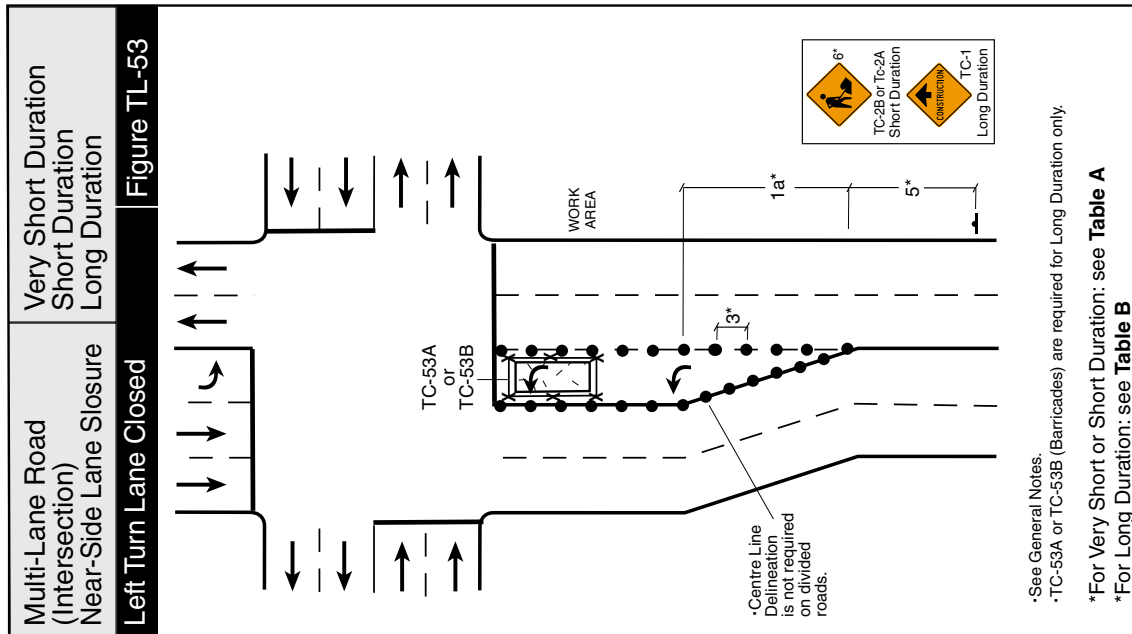 Multi-Lane Road
(Intersection)
Near-Side Lane Slosure
Very Short Duration
Short Duration
Long Duration
Left Turn Lane Closed
Figure TL-53
TC-53A
or
TC-53B
WORK
AREA
3*
1a*
5*
6*
TC-2B or Tc-2A
Short Duration
CONSTRUCTION
TC-1
Long Duration
•Centre Line
Delineation
is not required
on divided
roads.
•See General Notes.
•TC-53A or TC-53B (Barricades) are required for Long Duration only.
*For Very Short or Short Duration: see Table A
*For Long Duration: see Table B